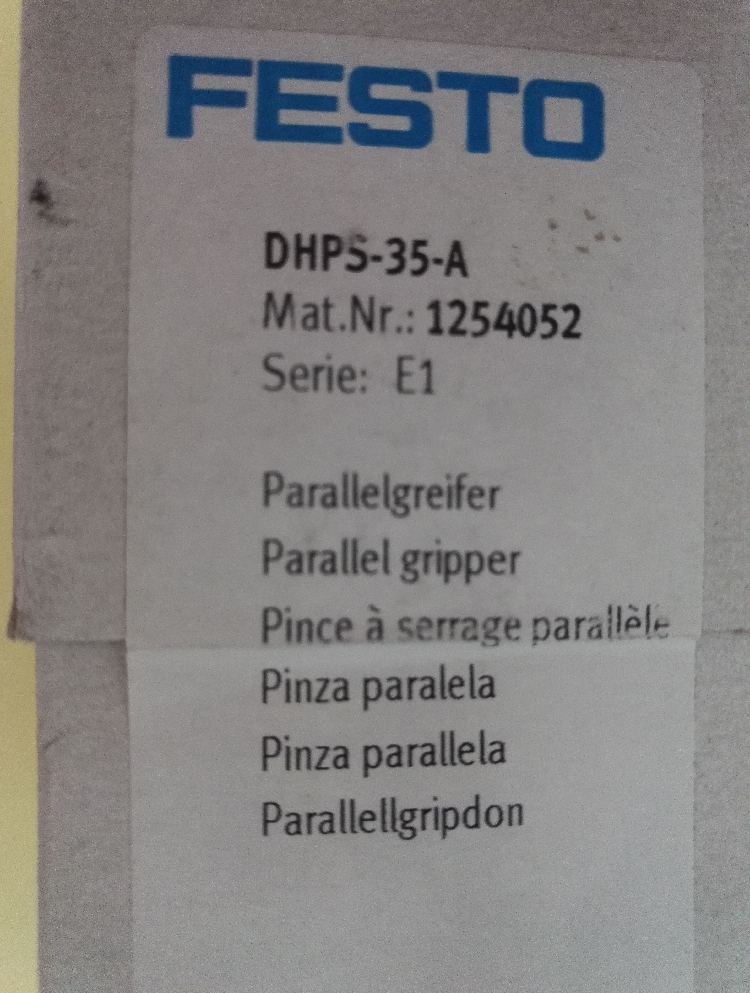 FESTO
DHPS-35-A
Mat.Nr.: 1254052
Serie: E1
Parallelgreifer
Parallel gripper
Pince à serrage parallèle
Pinza paralela
Pinza parallela
Parallellgripdon